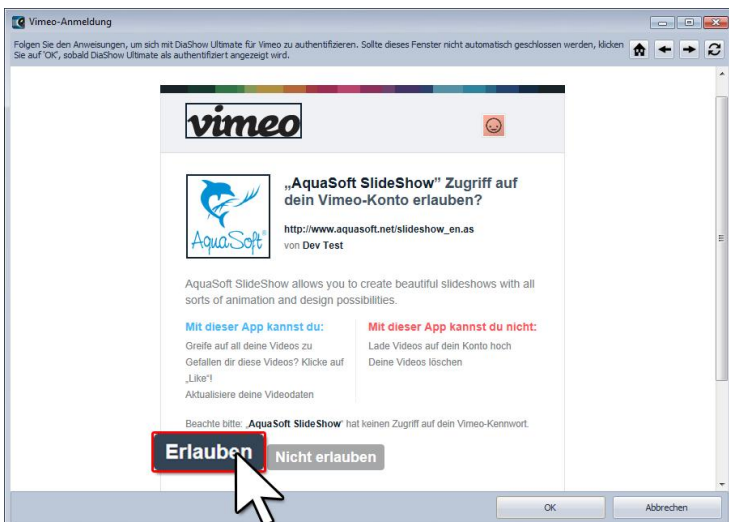 Vimeo-Anmeldung
Folgen Sie den Anweisungen, um sich mit DiaShow Ultimate für Vimeo zu authentifizieren. Sollte dieses Fenster nicht automatisch geschlossen werden, klicken
Sie auf 'OK', sobald DiaShow Ultimate als authentifiziert angezeigt wird.
vimeo
„AquaSoft SlideShow” Zugriff auf
dein Vimeo-Konto erlauben?
http://www.aquasoft.net/slideshow_en.as
von Dev Test
AquaSoft®
AquaSoft SlideShow allows you to create beautiful slideshows with all
sorts of animation and design possibilities.
Mit dieser App kannst du:
Greife auf all deine Videos zu
Gefallen dir diese Videos? Klicke auf
„Like“!
Aktualisiere deine Videodaten
Mit dieser App kannst du nicht:
Lade Videos auf dein Konto hoch
Deine Videos löschen
Beachte bitte: „AquaSoft SlideShow“ hat keinen Zugriff auf dein Vimeo-Kennwort.
Erlauben
Nicht erlauben
OK
Abbrechen